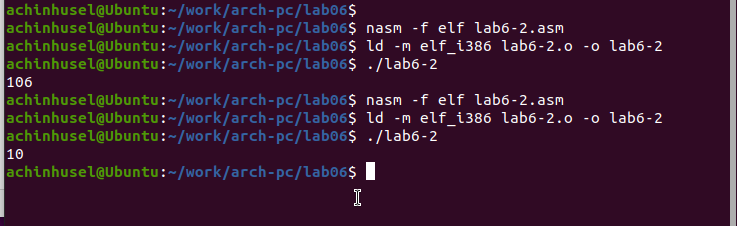 achinhusel@Ubuntu:~/work/arch-pc/lab06$
achinhusel@Ubuntu:~/work/arch-pc/lab06$ nasm -f elf lab6-2.asm
achinhusel@Ubuntu:~/work/arch-pc/lab06$ ld -m elf_i386 lab6-2.o -o lab6-2
achinhusel@Ubuntu:~/work/arch-pc/lab06$ ./lab6-2
106
achinhusel@Ubuntu:~/work/arch-pc/lab06$ nasm -f elf lab6-2.asm
achinhusel@Ubuntu:~/work/arch-pc/lab06$ ld -m elf_i386 lab6-2.o -o lab6-2
achinhusel@Ubuntu:~/work/arch-pc/lab06$ ./lab6-2
10
achinhusel@Ubuntu:~/work/arch-pc/lab06$